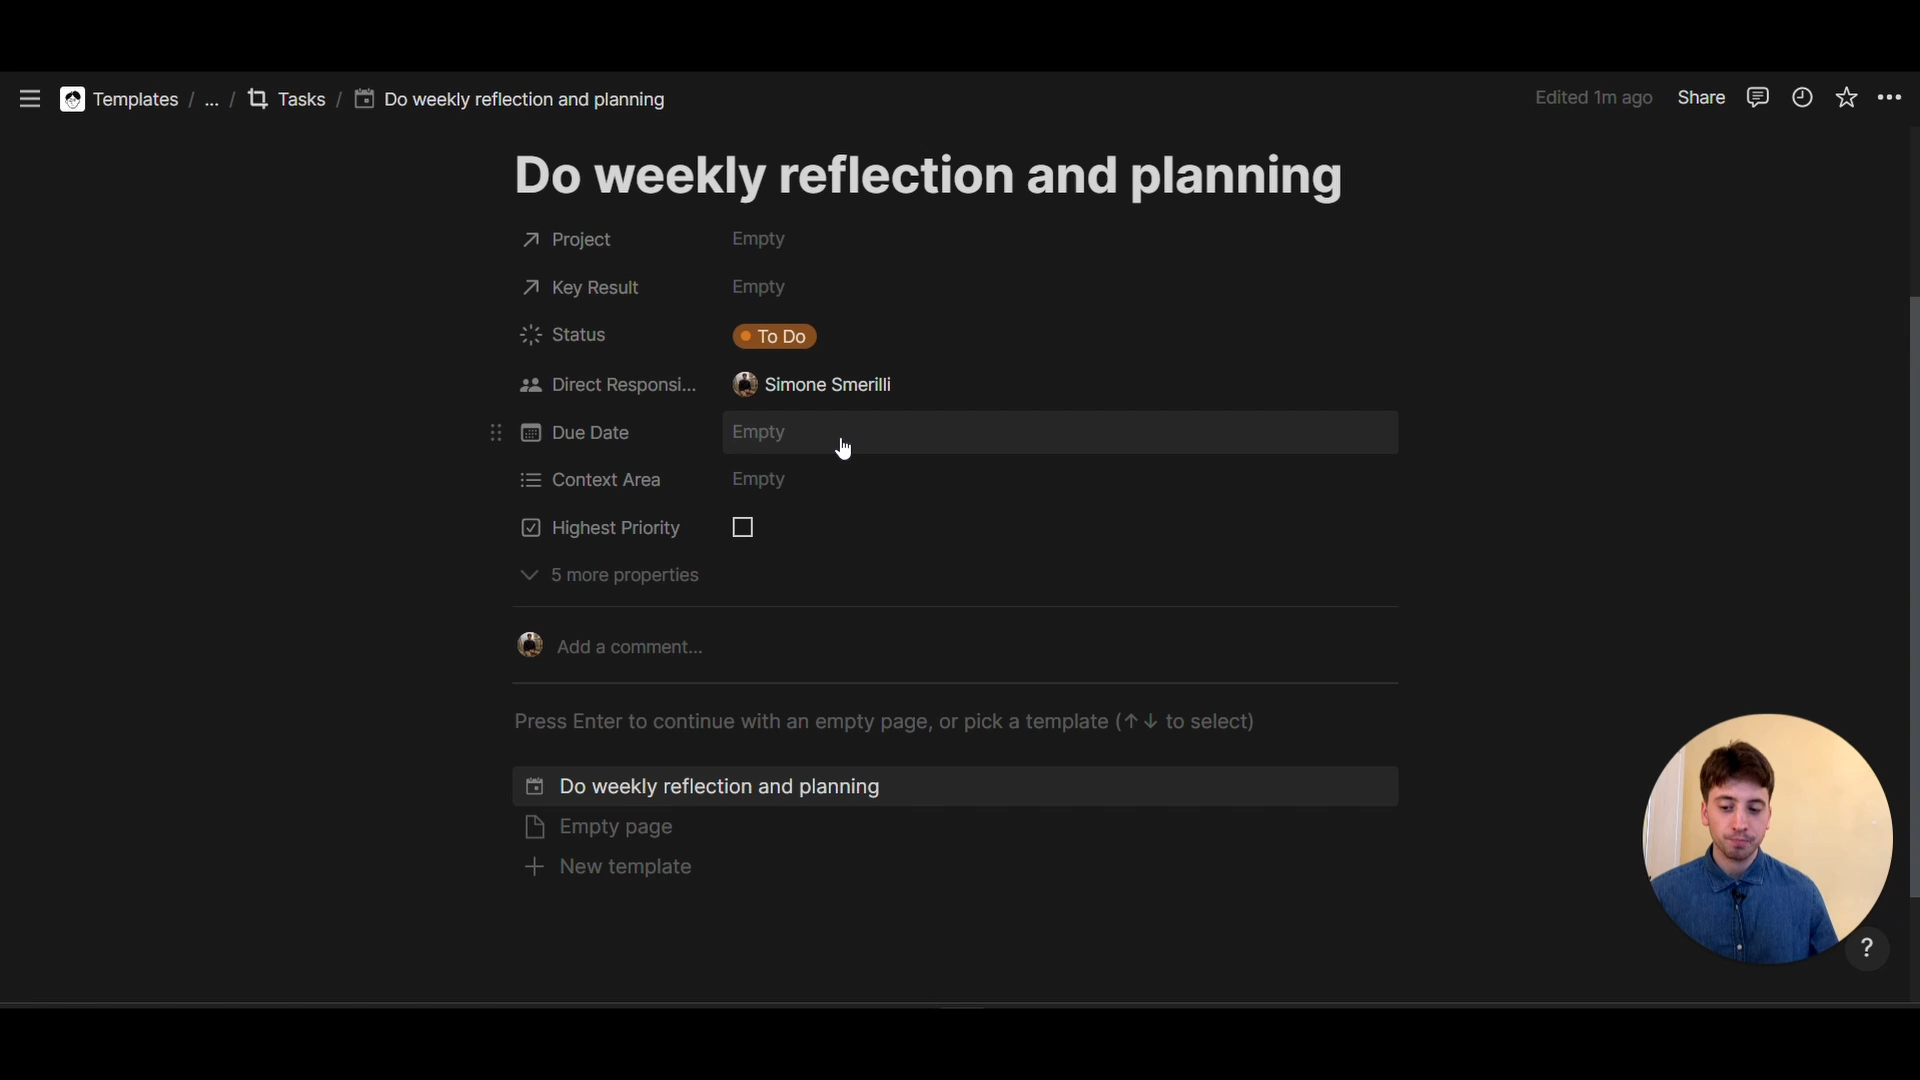 Templates / ... / Tasks / Do weekly reflection and planning
Edited 1m ago Share
Do weekly reflection and planning
Project Empty
Key Result Empty
Status To Do
Direct Responsi... Simone Smerilli
Due Date Empty
Context Area Empty
Highest Priority
5 more properties
Add a comment...
Press Enter to continue with an empty page, or pick a template (↑↓ to select)
Do weekly reflection and planning
Empty page
+ New template
?